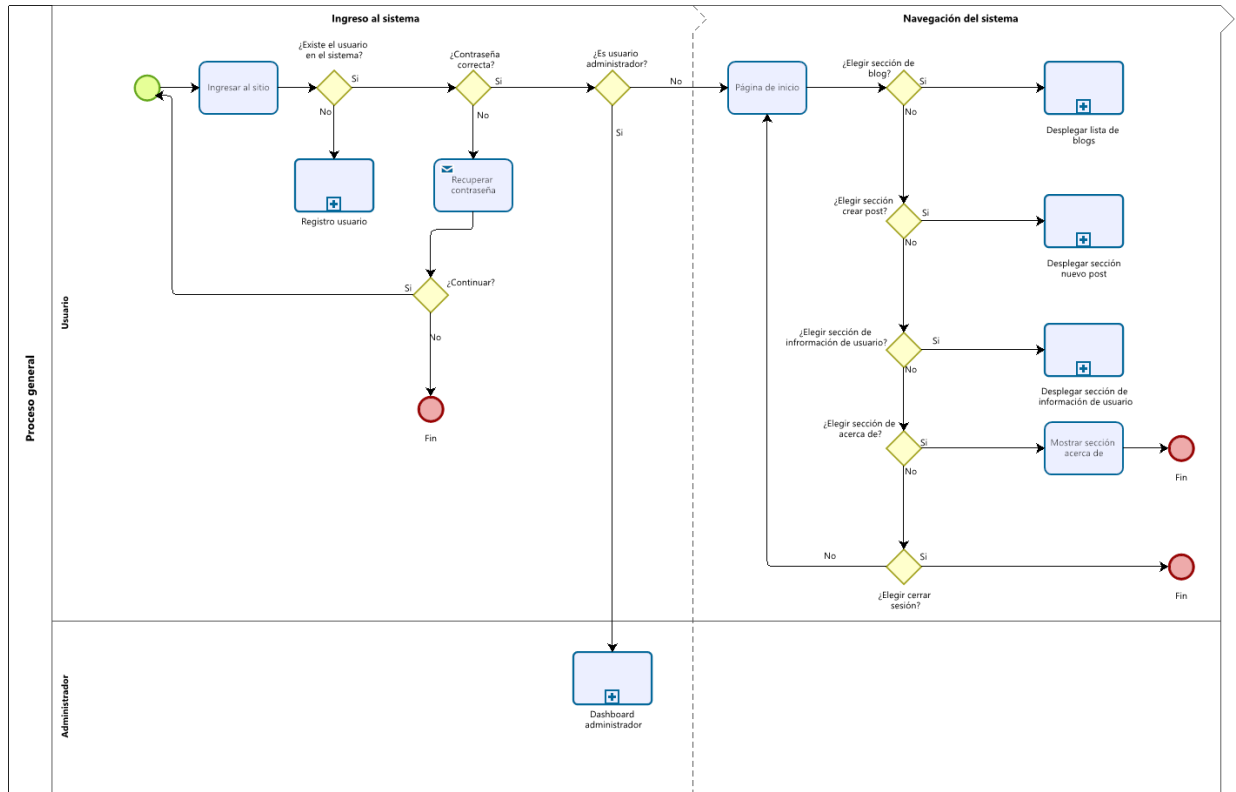 Ingreso al sistema
Navegación del sistema
Proceso general
Usuario
Administrador
Ingresar al sitio
¿Existe el usuario
en el sistema?
Si
No
Registro usuario
¿Contraseña
correcta?
Si
No
Recuperar
contraseña
¿Continuar?
Si
No
Fin
¿Es usuario
administrador?
No
Si
Dashboard
administrador
Página de inicio
¿Elegir sección de
blog?
Si
No
Desplegar lista de
blogs
¿Elegir sección
crear post?
Si
No
Desplegar sección
nuevo post
¿Elegir sección de
infrormación de usuario?
Si
No
Desplegar sección de
información de usuario
¿Elegir sección de
acerca de?
Si
No
Mostrar sección
acerca de
Fin
No
Si
¿Elegir cerrar
sesión?
Fin